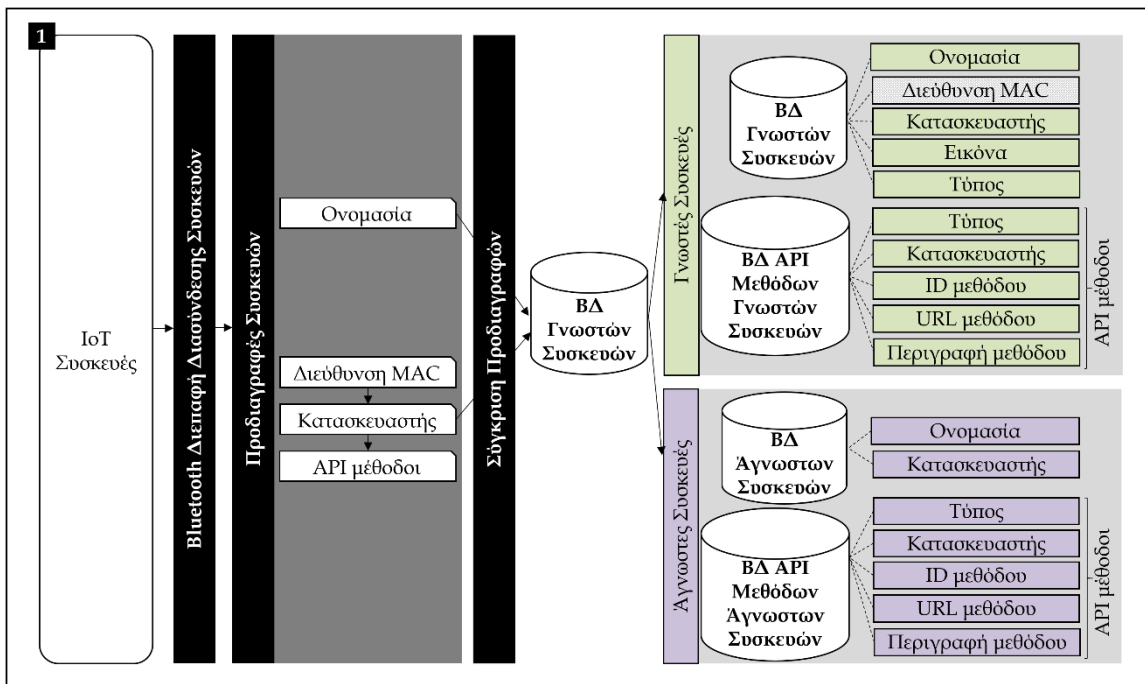 1
IoT
Συσκευές
Bluetooth Διεπαφή Διασύνδεσης Συσκευών
Προδιαγραφές Συσκευών
Ονομασία
Διεύθυνση MAC
Κατασκευαστής
API μέθοδοι
Σύγκριση Προδιαγραφών
ΒΔ
Γνωστών
Συσκευών
Γνωστές Συσκευές
ΒΔ
Γνωστών
Συσκευών
Ονομασία
Διεύθυνση MAC
Κατασκευαστής
Εικόνα
Τύπος
ΒΔ API
Μεθόδων
Γνωστών
Συσκευών
Τύπος
Κατασκευαστής
ID μεθόδου
URL μεθόδου
Περιγραφή μεθόδου
API μέθοδοι
Άγνωστες Συσκευές
ΒΔ
Άγνωστων
Συσκευών
Ονομασία
Κατασκευαστής
ΒΔ API
Μεθόδων
Άγνωστων
Συσκευών
Τύπος
Κατασκευαστής
ID μεθόδου
URL μεθόδου
Περιγραφή μεθόδου
API μέθοδοι